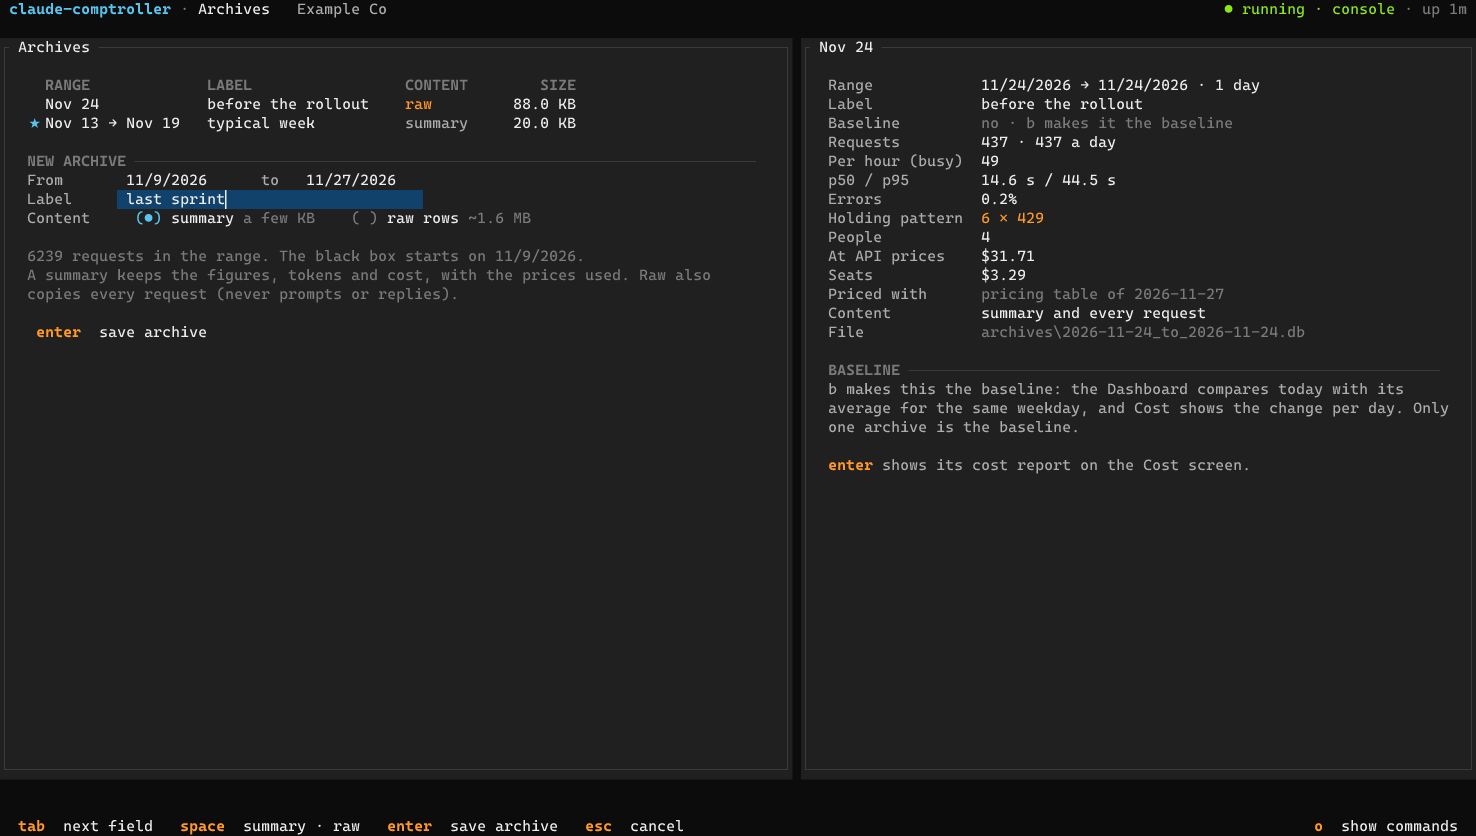 claude-comptroller · Archives Example Co
● running · console · up 1m
Archives
RANGE LABEL CONTENT SIZE
Nov 24 before the rollout raw 88.0 KB
★ Nov 13 → Nov 19 typical week summary 20.0 KB
NEW ARCHIVE
From 11/9/2026 to 11/27/2026
Label last sprint
Content (●) summary a few KB ( ) raw rows ~1.6 MB
6239 requests in the range. The black box starts on 11/9/2026.
A summary keeps the figures, tokens and cost, with the prices used. Raw also
copies every request (never prompts or replies).
enter save archive
Nov 24
Range 11/24/2026 → 11/24/2026 · 1 day
Label before the rollout
Baseline no · b makes it the baseline
Requests 437 · 437 a day
Per hour (busy) 49
p50 / p95 14.6 s / 44.5 s
Errors 0.2%
Holding pattern 6 × 429
People 4
At API prices $31.71
Seats $3.29
Priced with pricing table of 2026-11-27
Content summary and every request
File archives\2026-11-24_to_2026-11-24.db
BASELINE
b makes this the baseline: the Dashboard compares today with its
average for the same weekday, and Cost shows the change per day. Only
one archive is the baseline.
enter shows its cost report on the Cost screen.
tab next field space summary · raw enter save archive esc cancel
o show commands